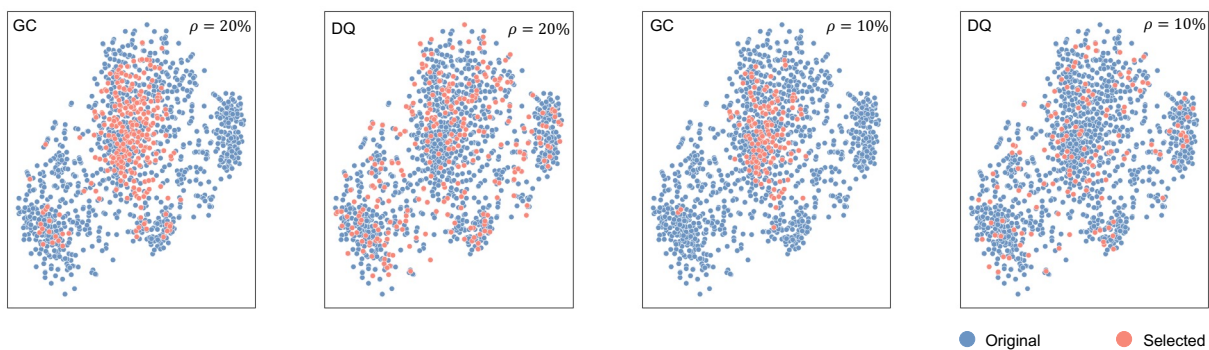 GC ρ = 20%
DQ ρ = 20%
GC ρ = 10%
DQ ρ = 10%
Original Selected